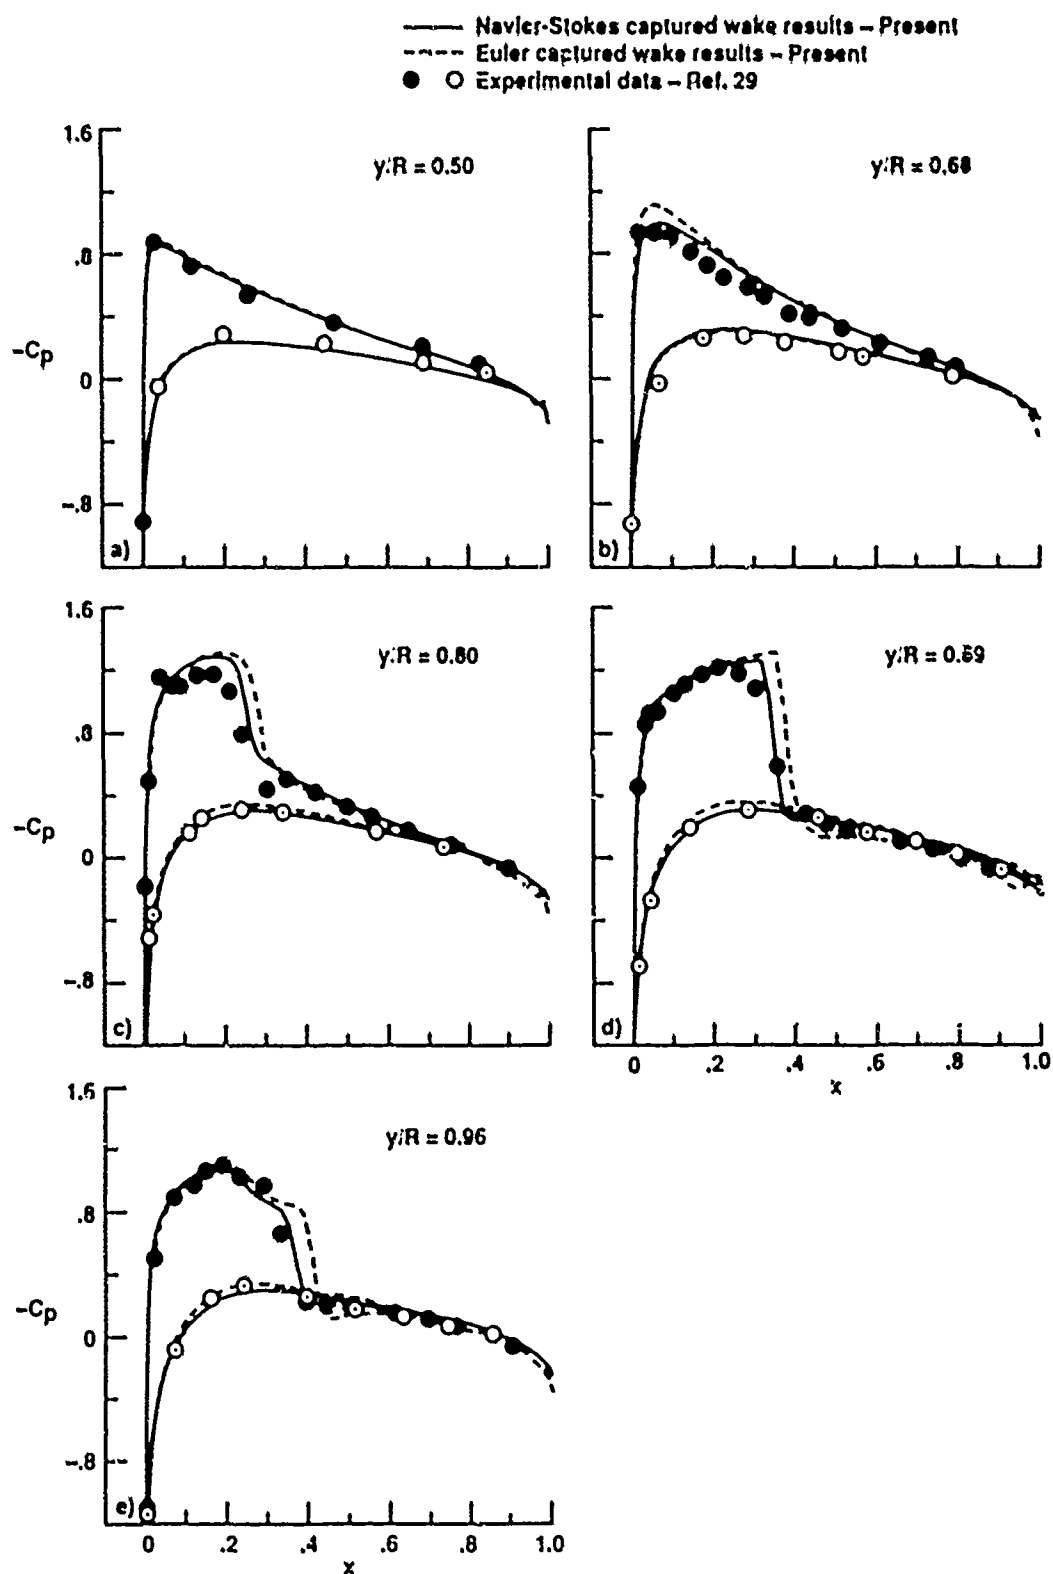 Navier-Stokes captured wake results – Present
Euler captured wake results – Present
Experimental data – Ref. 29
1.6
y/R = 0.50
y/R = 0.68
.8
-Cp
0
-.8
a)
b)
1.6
y/R = 0.80
y/R = 0.89
.8
-Cp
0
-.8
c)
d)
0 .2 .4 .6 .8 1.0
x
1.6
y/R = 0.96
.8
-Cp
0
-.8
e)
0 .2 .4 .6 .8 1.0
x